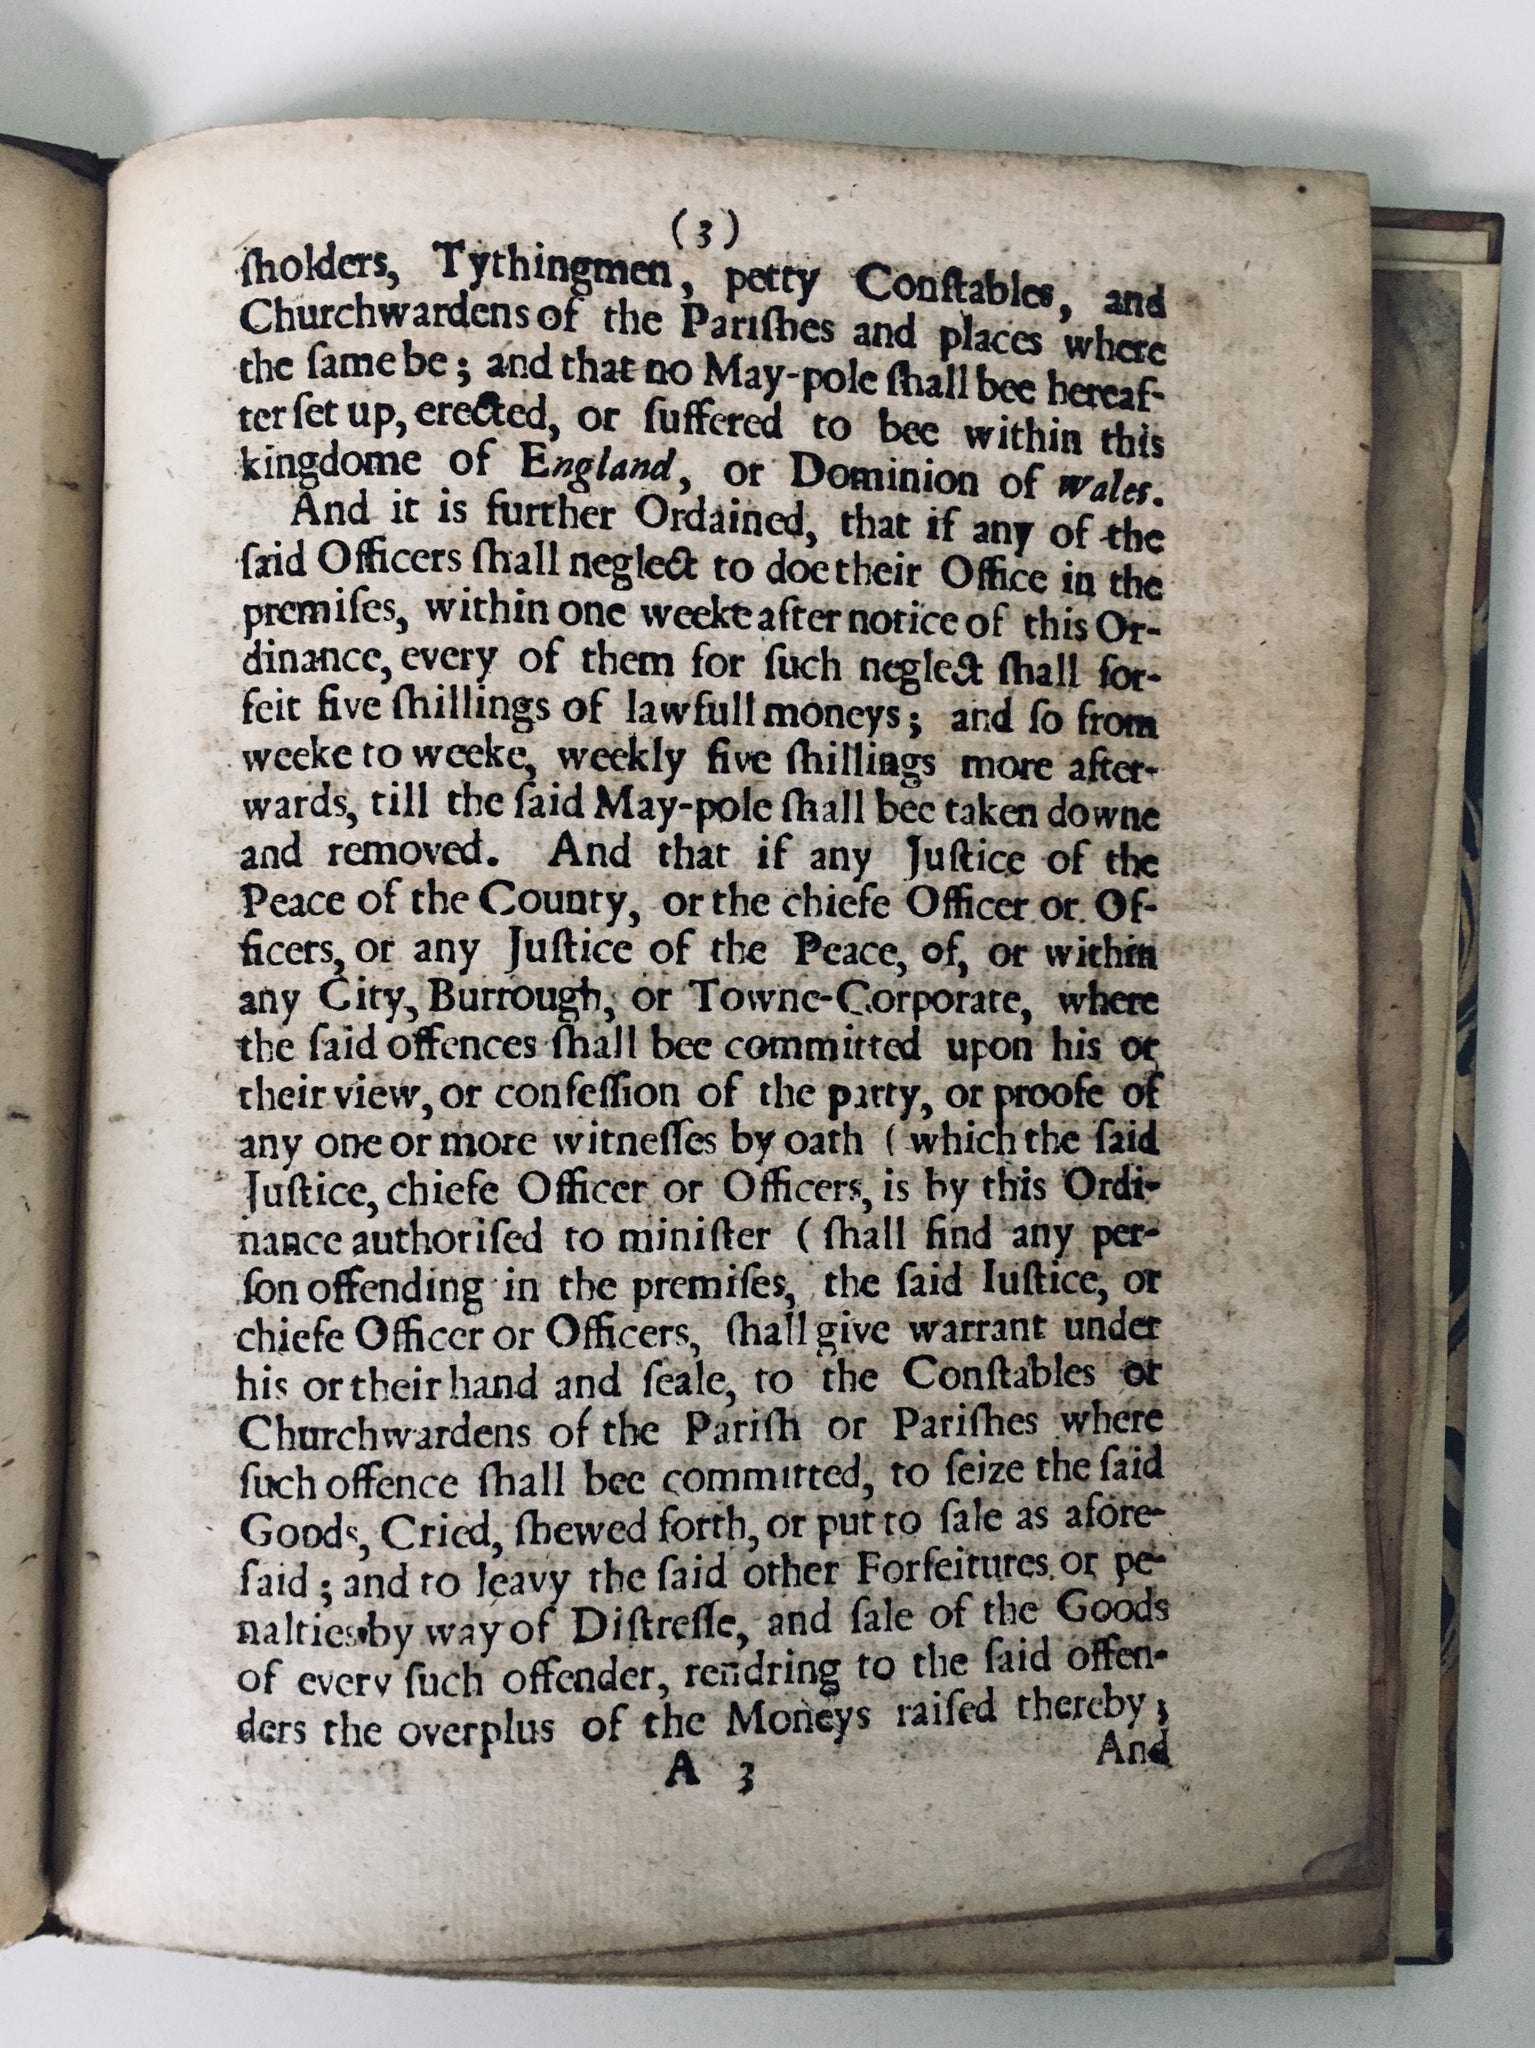 (3)
ſholders, Tythingmen, petty Conſtables, and
Churchwardens of the Pariſhes and places where
the ſame be; and that no May-pole ſhall bee hereaf-
ter ſet up, erected, or ſuffered to bee within this
kingdome of England, or Dominion of Wales.
And it is further Ordained, that if any of the
ſaid Officers ſhall neglect to doe their Office in the
premiſes, within one weeke after notice of this Or-
dinance, every of them for ſuch neglect ſhall for-
feit five ſhillings of lawfull moneys; and ſo from
weeke to weeke, weekly five ſhillings more after-
wards, till the ſaid May-pole ſhall bee taken downe
and removed. And that if any Juſtice of the
Peace of the County, or the chiefe Officer or Of-
ficers, or any Juſtice of the Peace, of, or within
any City, Burrough, or Towne-Corporate, where
the ſaid offences ſhall bee committed upon his or
their view, or confeſſion of the party, or proofe of
any one or more witneſſes by oath ( which the ſaid
Juſtice, chiefe Officer or Officers, is by this Ordi-
nance authoriſed to miniſter ( ſhall find any per-
ſon offending in the premiſes, the ſaid Iuſtice, or
chiefe Officer or Officers, ſhall give warrant under
his or their hand and ſeale, to the Conſtables or
Churchwardens of the Pariſh or Pariſhes where
ſuch offence ſhall bee committed, to ſeize the ſaid
Goods, Cried, ſhewed forth, or put to ſale as afore-
ſaid; and to leavy the ſaid other Forfeitures or pe-
nalties by way of Diſtreſſe, and ſale of the Goods
of every ſuch offender, rendring to the ſaid offen-
ders the overplus of the Moneys raiſed thereby;
A 3 And